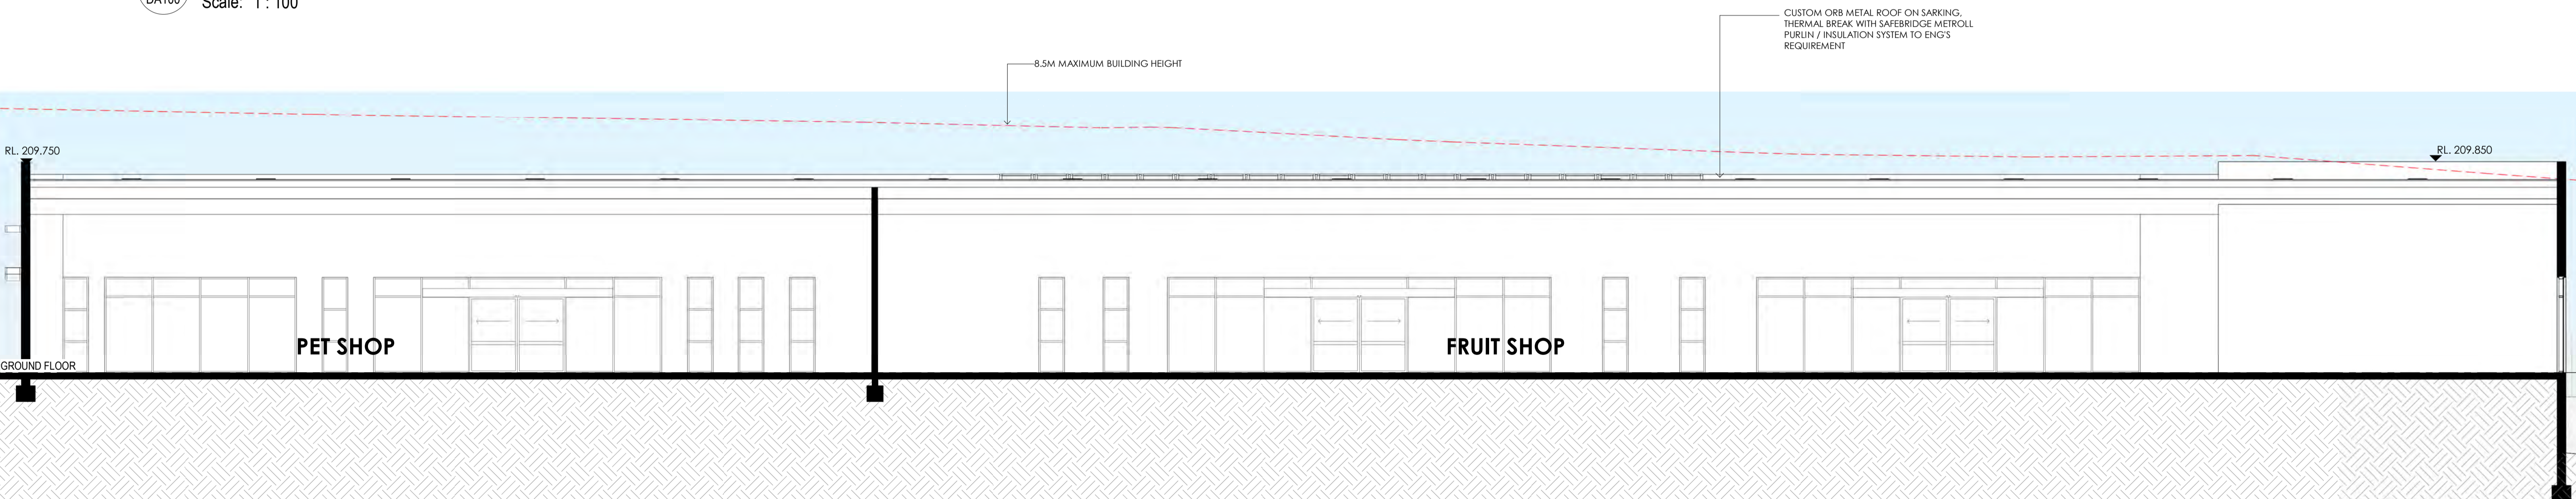 DA100
Scale: 1 : 100
CUSTOM ORB METAL ROOF ON SARKING,
THERMAL BREAK WITH SAFEBRIDGE METROLL
PURLIN / INSULATION SYSTEM TO ENG'S
REQUIREMENT
8.5M MAXIMUM BUILDING HEIGHT
RL. 209.750
RL. 209.850
PET SHOP
FRUIT SHOP
GROUND FLOOR